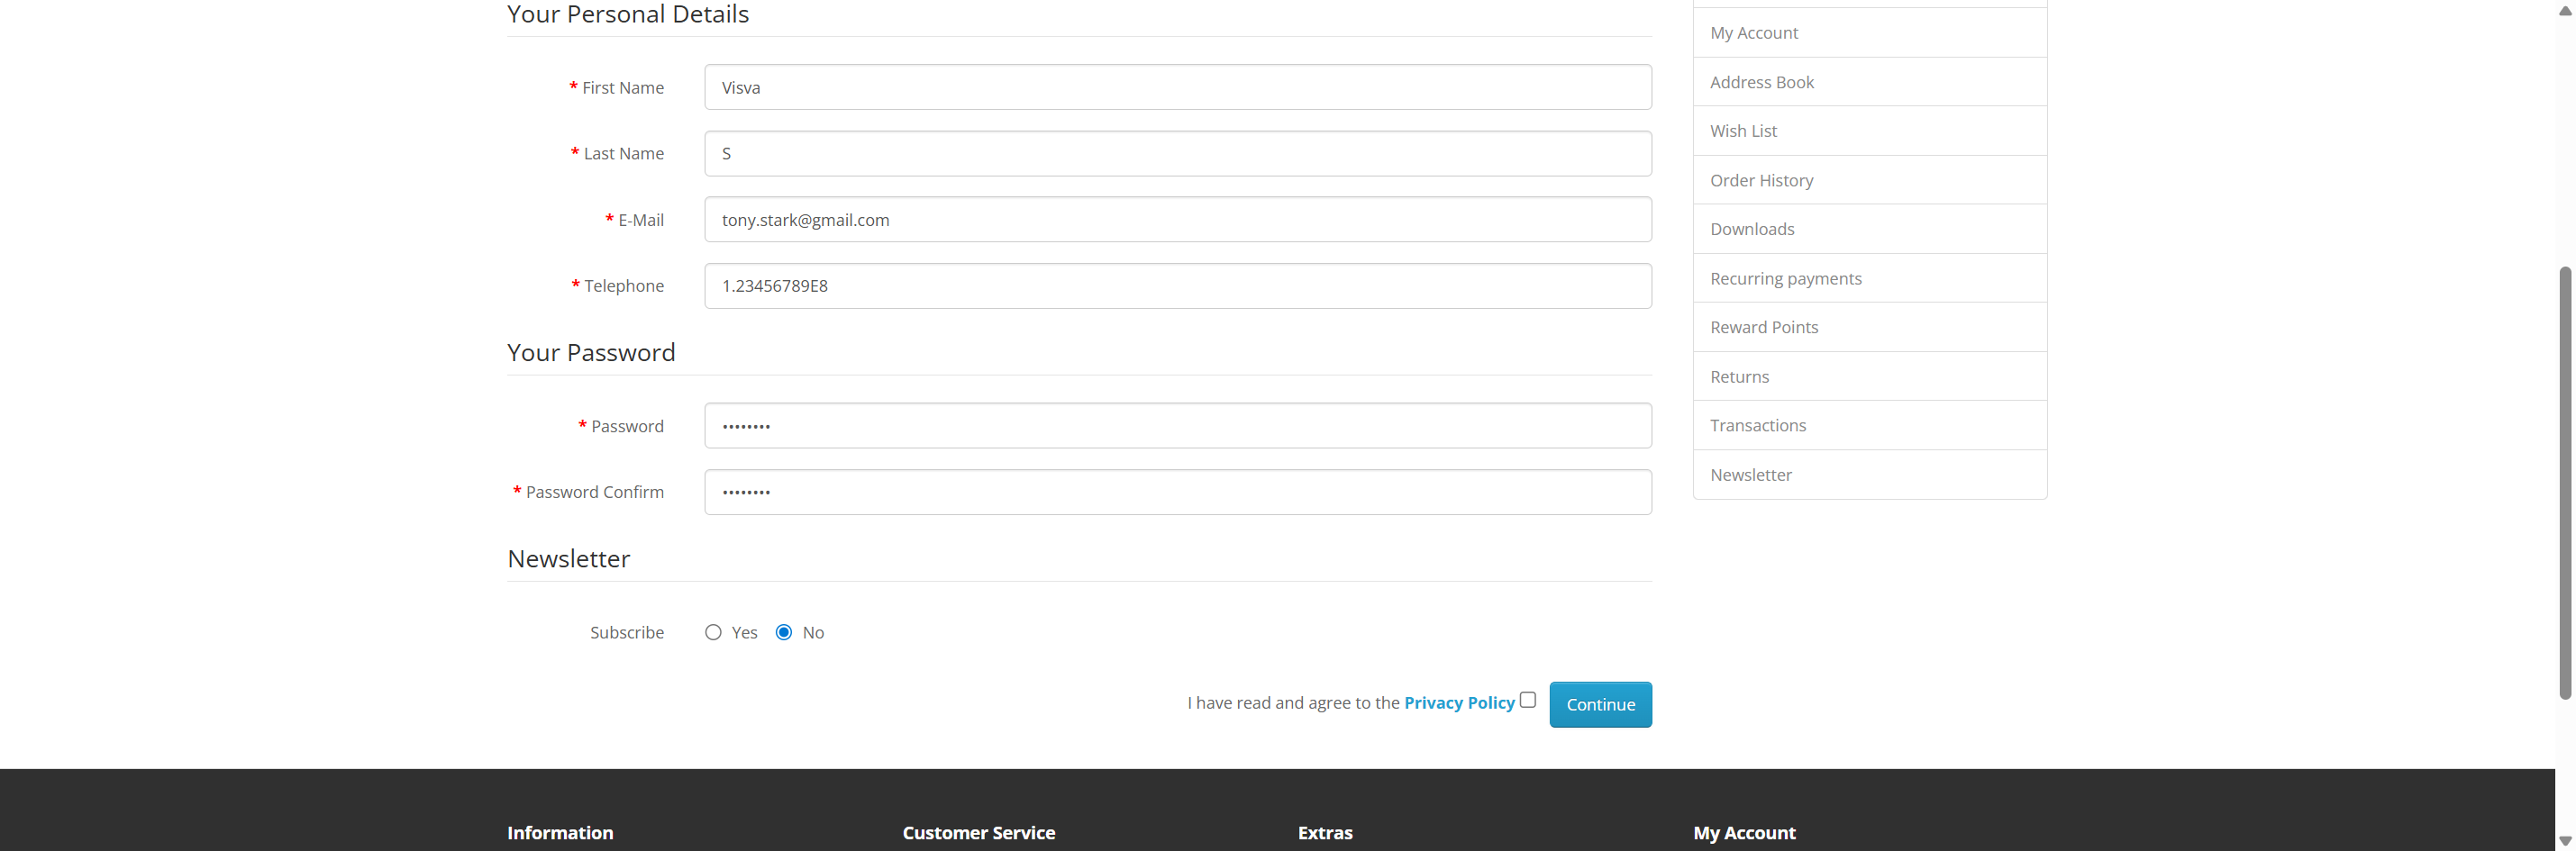 Your Personal Details
* First Name Visva
* Last Name S
* E-Mail tony.stark@gmail.com
* Telephone 1.23456789E8
Your Password
* Password ••••••••
* Password Confirm ••••••••
Newsletter
Subscribe Yes No
I have read and agree to the Privacy Policy Continue
My Account
Address Book
Wish List
Order History
Downloads
Recurring payments
Reward Points
Returns
Transactions
Newsletter
Information Customer Service Extras My Account